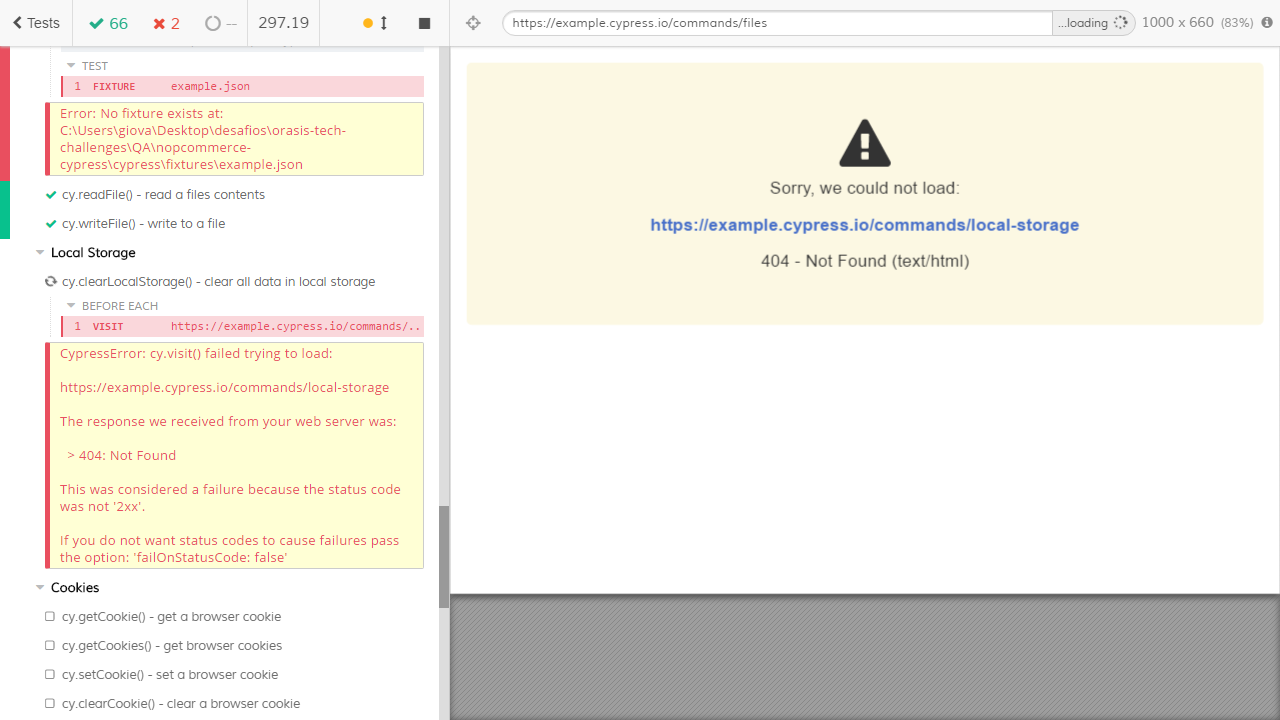 Tests
66
2
--
297.19
https://example.cypress.io/commands/files
...loading
1000 x 660 (83%)
TEST
1 FIXTURE example.json
Error: No fixture exists at:
C:\Users\giova\Desktop\desafios\orasis-tech-
challenges\QA\nopcommerce-
cypress\cypress\fixtures\example.json
cy.readFile() - read a files contents
cy.writeFile() - write to a file
Local Storage
cy.clearLocalStorage() - clear all data in local storage
BEFORE EACH
1 VISIT https://example.cypress.io/commands/..
CypressError: cy.visit() failed trying to load:
https://example.cypress.io/commands/local-storage
The response we received from your web server was:
> 404: Not Found
This was considered a failure because the status code
was not '2xx'.
If you do not want status codes to cause failures pass
the option: 'failOnStatusCode: false'
Cookies
cy.getCookie() - get a browser cookie
cy.getCookies() - get browser cookies
cy.setCookie() - set a browser cookie
cy.clearCookie() - clear a browser cookie
Sorry, we could not load:
https://example.cypress.io/commands/local-storage
404 - Not Found (text/html)